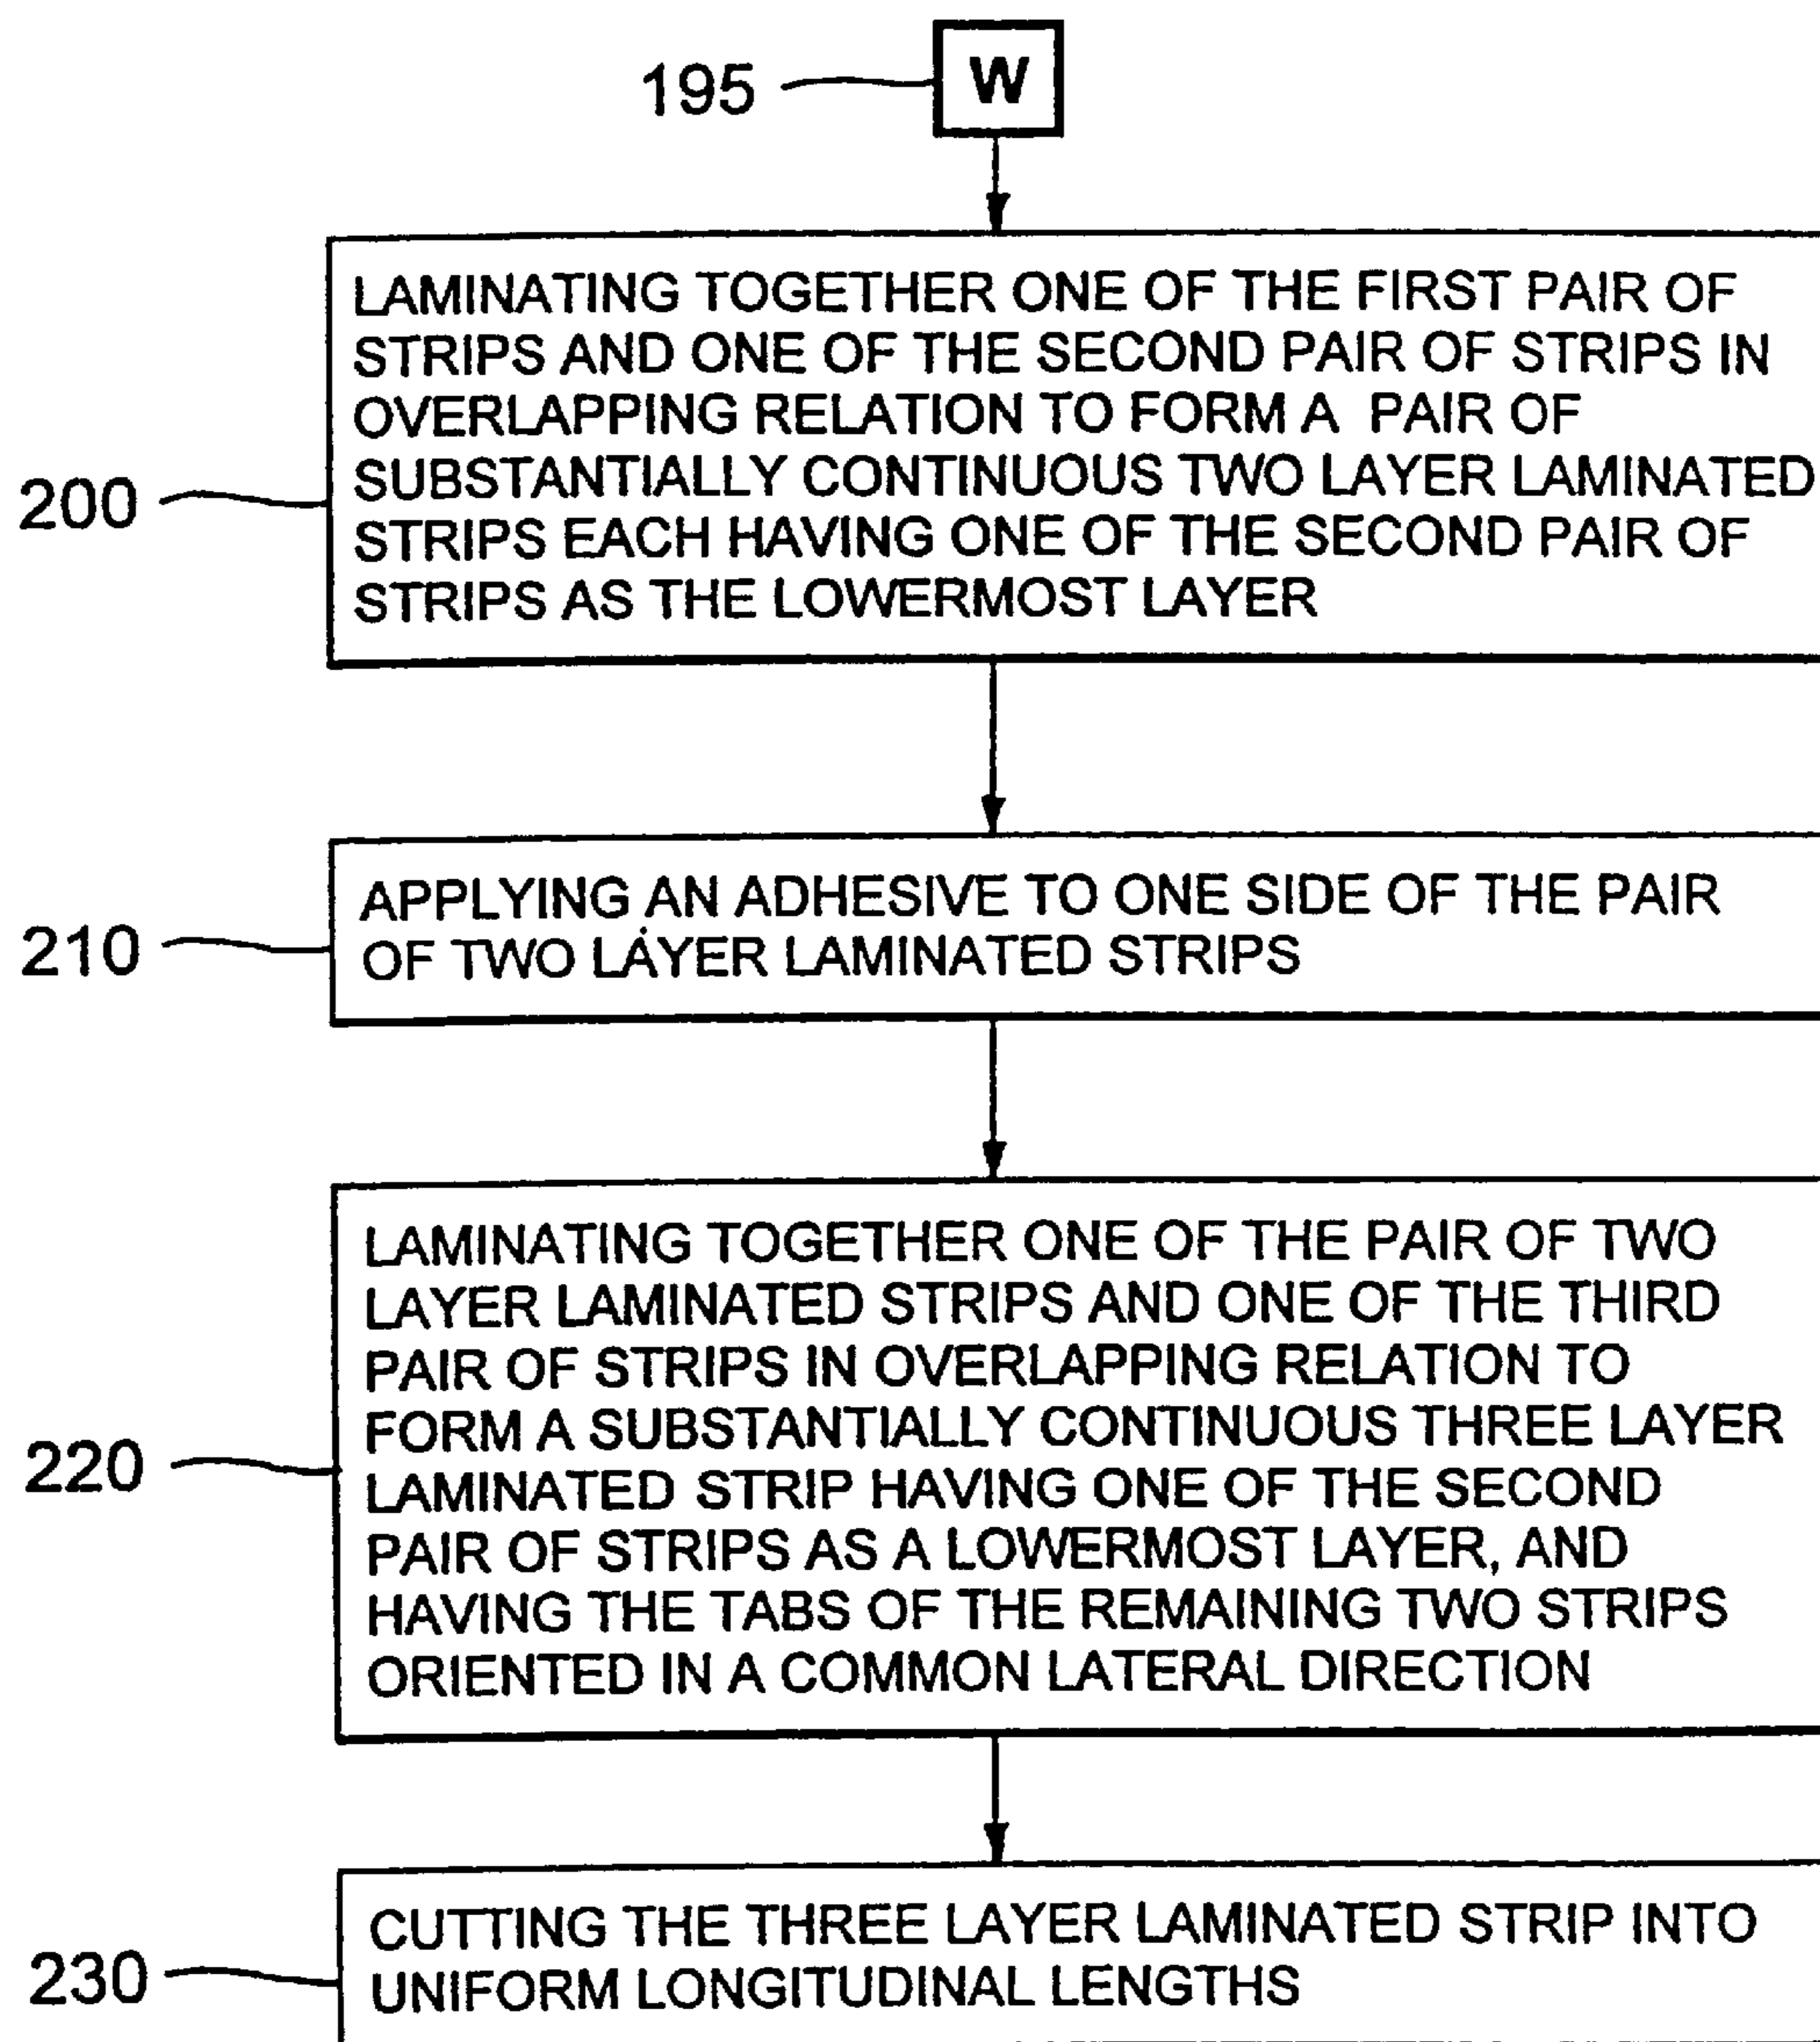 195 W
LAMINATING TOGETHER ONE OF THE FIRST PAIR OF
STRIPS AND ONE OF THE SECOND PAIR OF STRIPS IN
OVERLAPPING RELATION TO FORM A PAIR OF
SUBSTANTIALLY CONTINUOUS TWO LAYER LAMINATED
STRIPS EACH HAVING ONE OF THE SECOND PAIR OF
STRIPS AS THE LOWERMOST LAYER
200
APPLYING AN ADHESIVE TO ONE SIDE OF THE PAIR
OF TWO LAYER LAMINATED STRIPS
210
LAMINATING TOGETHER ONE OF THE PAIR OF TWO
LAYER LAMINATED STRIPS AND ONE OF THE THIRD
PAIR OF STRIPS IN OVERLAPPING RELATION TO
FORM A SUBSTANTIALLY CONTINUOUS THREE LAYER
LAMINATED STRIP HAVING ONE OF THE SECOND
PAIR OF STRIPS AS A LOWERMOST LAYER, AND
HAVING THE TABS OF THE REMAINING TWO STRIPS
ORIENTED IN A COMMON LATERAL DIRECTION
220
CUTTING THE THREE LAYER LAMINATED STRIP INTO
UNIFORM LONGITUDINAL LENGTHS
230